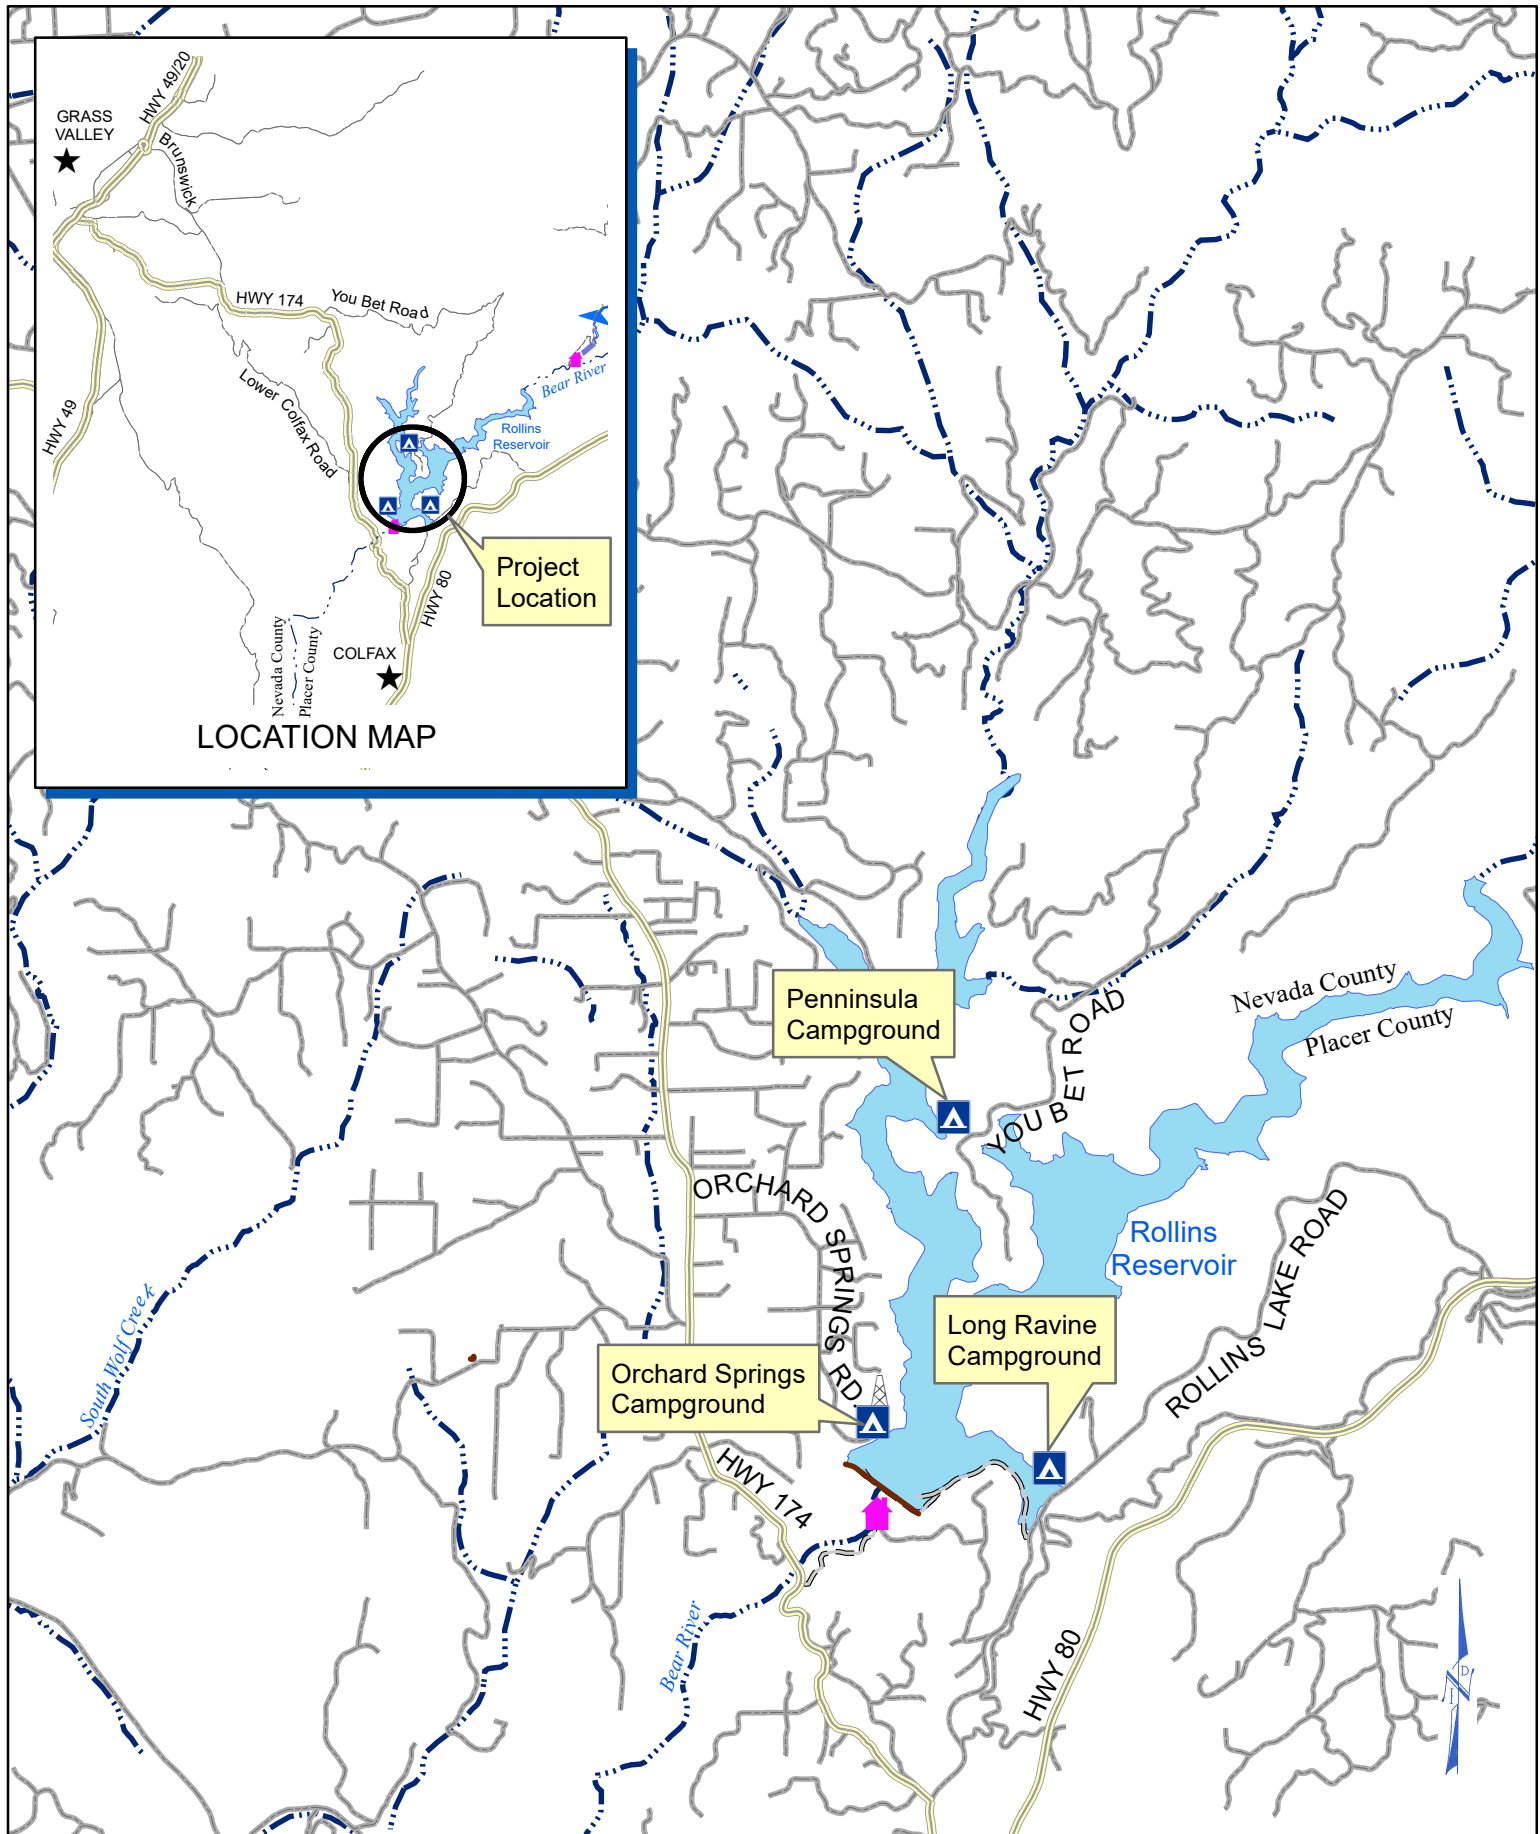 GRASS
VALLEY
HWY 49/20
Brunswick
HWY 174
You Bet Road
Lower Colfax Road
HWY 49
Bear River
Rollins
Reservoir
Project
Location
HWY 80
COLFAX
Nevada County
Placer County
LOCATION MAP
Nevada County
Placer County
Penninsula
Campground
YOU BET ROAD
ORCHARD SPRINGS RD.
Rollins
Reservoir
ROLLINS LAKE ROAD
Long Ravine
Campground
Orchard Springs
Campground
South Wolf Creek
HWY 174
Bear River
HWY 80
N
I
D